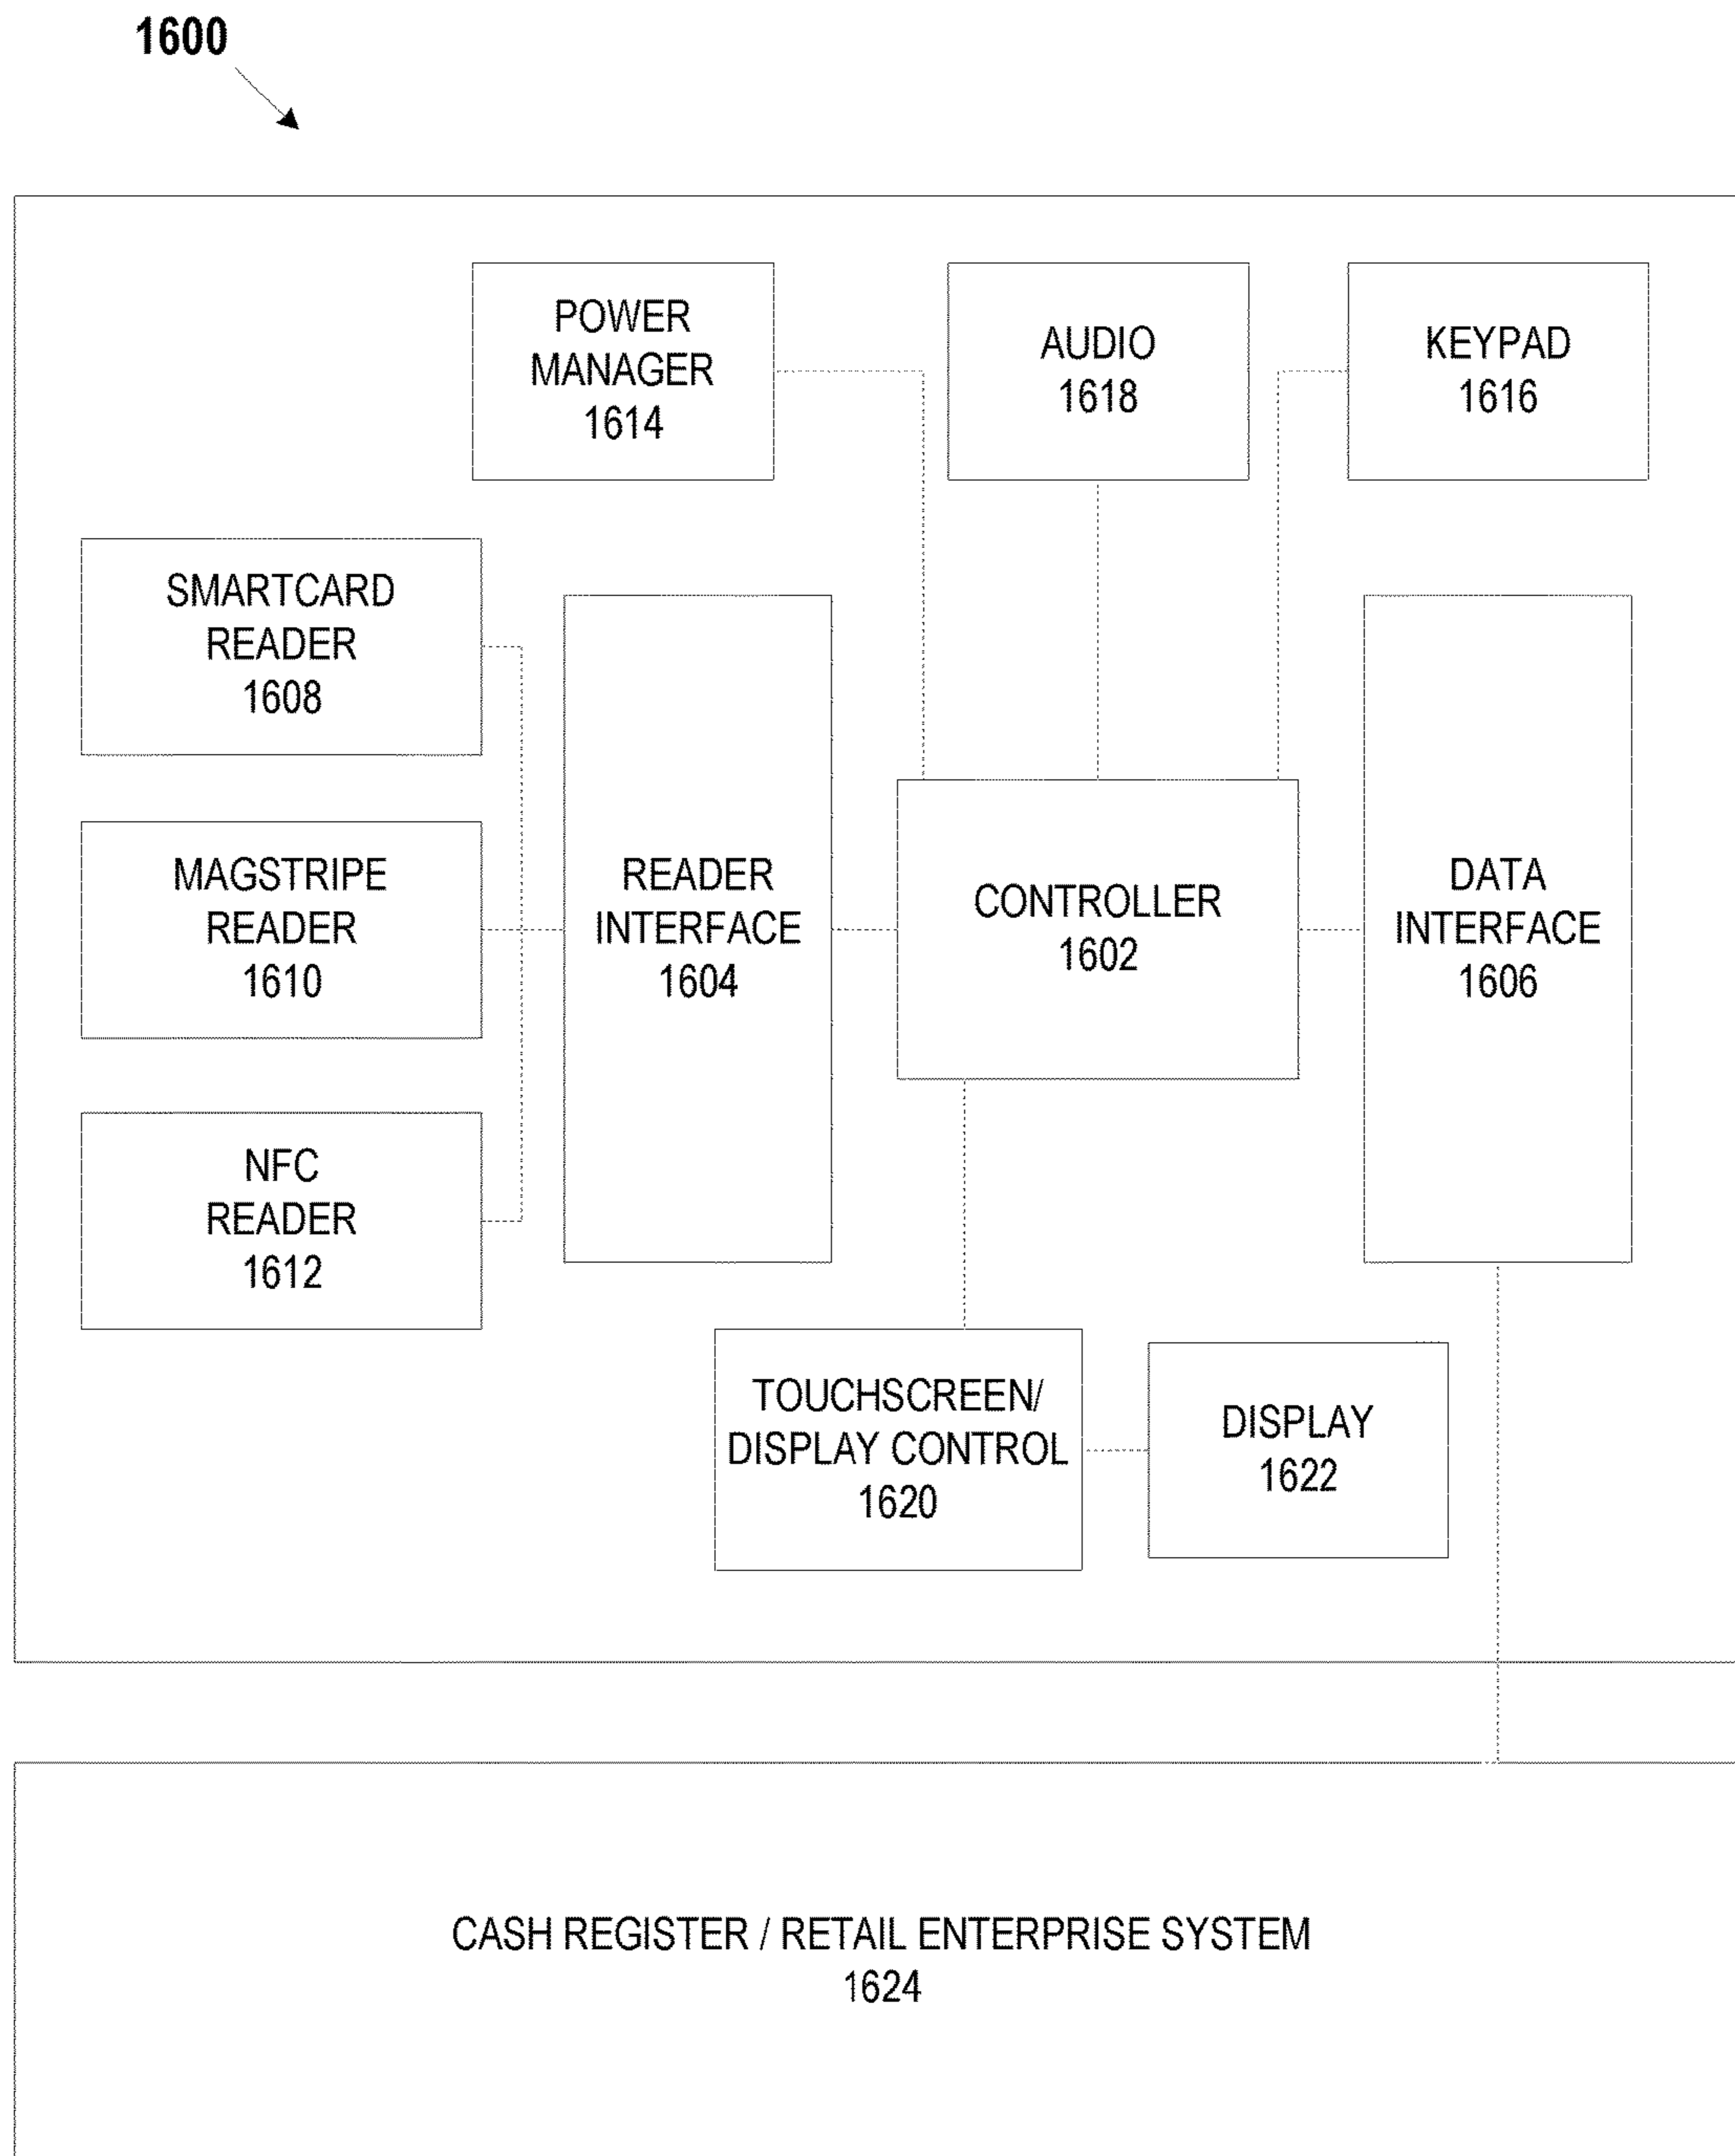 1600
POWER
MANAGER
1614
AUDIO
1618
KEYPAD
1616
SMARTCARD
READER
1608
MAGSTRIPE
READER
1610
NFC
READER
1612
READER
INTERFACE
1604
CONTROLLER
1602
DATA
INTERFACE
1606
TOUCHSCREEN/
DISPLAY CONTROL
1620
DISPLAY
1622
CASH REGISTER / RETAIL ENTERPRISE SYSTEM
1624